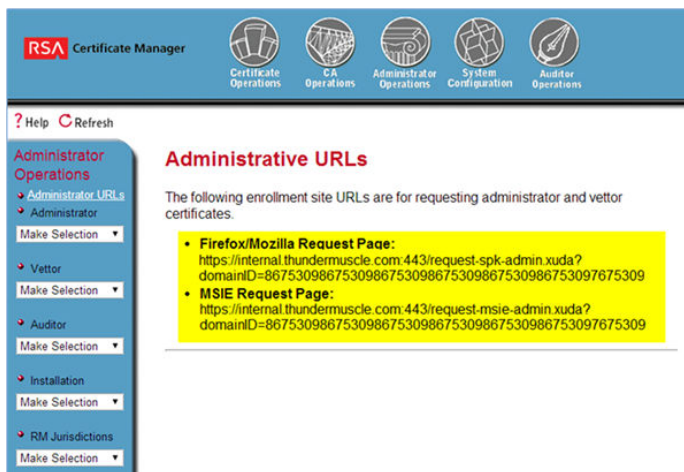 RSA Certificate Manager
Certificate Operations
CA Operations
Administrator Operations
System Configuration
Auditor Operations
? Help Refresh
Administrator
Operations
Administrator URLs
Administrator
Make Selection
Vettor
Make Selection
Auditor
Make Selection
Installation
Make Selection
RM Jurisdictions
Make Selection
Administrative URLs
The following enrollment site URLs are for requesting administrator and vettor
certificates.
• Firefox/Mozilla Request Page:
https://internal.thundermuscle.com:443/request-spk-admin.xuda?
domainID=8675309867530986753098675309867530986753097675309
• MSIE Request Page:
https://internal.thundermuscle.com:443/request-msie-admin.xuda?
domainID=8675309867530986753098675309867530986753097675309